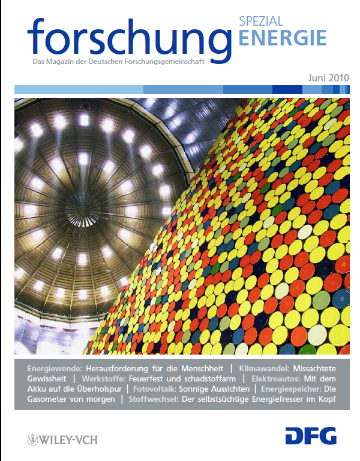 SPEZIAL
forschung ENERGIE
Das Magazin der Deutschen Forschungsgemeinschaft
Juni 2010
Energiewende: Herausforderung für die Menschheit | Klimawandel: Missachtete
Gewissheit | Werkstoffe: Feuerfest und schadstoffarm | Elektroautos: Mit dem
Akku auf die Überholspur | Fotovoltaik: Sonnige Aussichten | Energiespeicher: Die
Gasometer von morgen | Stoffwechsel: Der selbstsüchtige Energiefresser im Kopf
WILEY-VCH
DFG